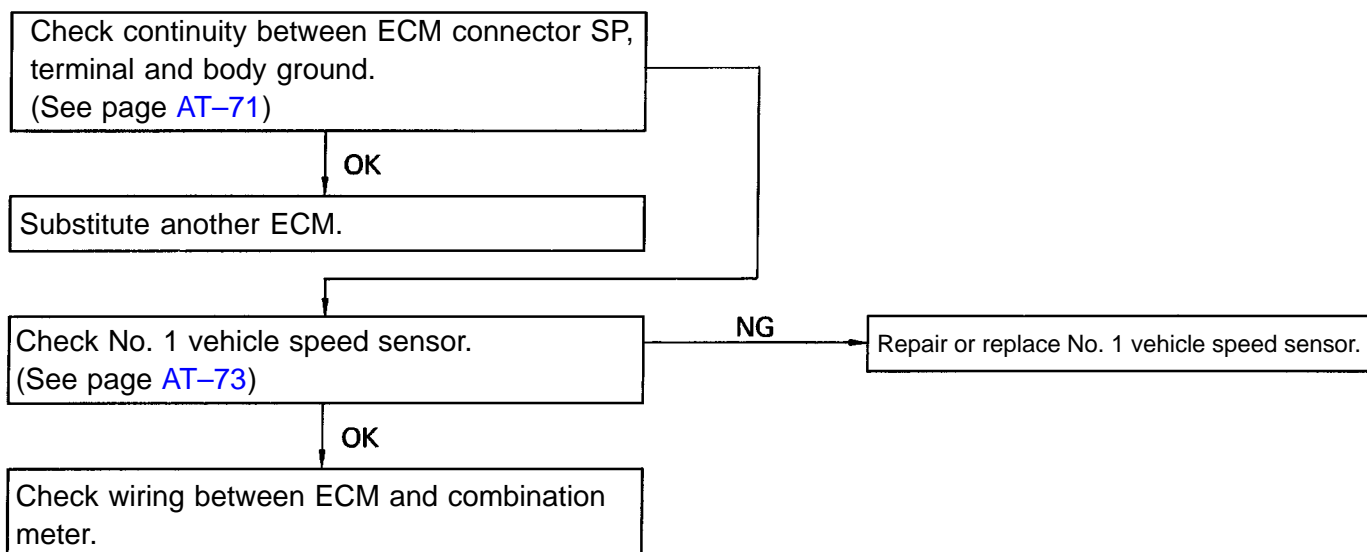 Check continuity between ECM connector SP,
terminal and body ground.
(See page AT–71)
OK
Substitute another ECM.
Check No. 1 vehicle speed sensor.
(See page AT–73)
NG
Repair or replace No. 1 vehicle speed sensor.
OK
Check wiring between ECM and combination
meter.